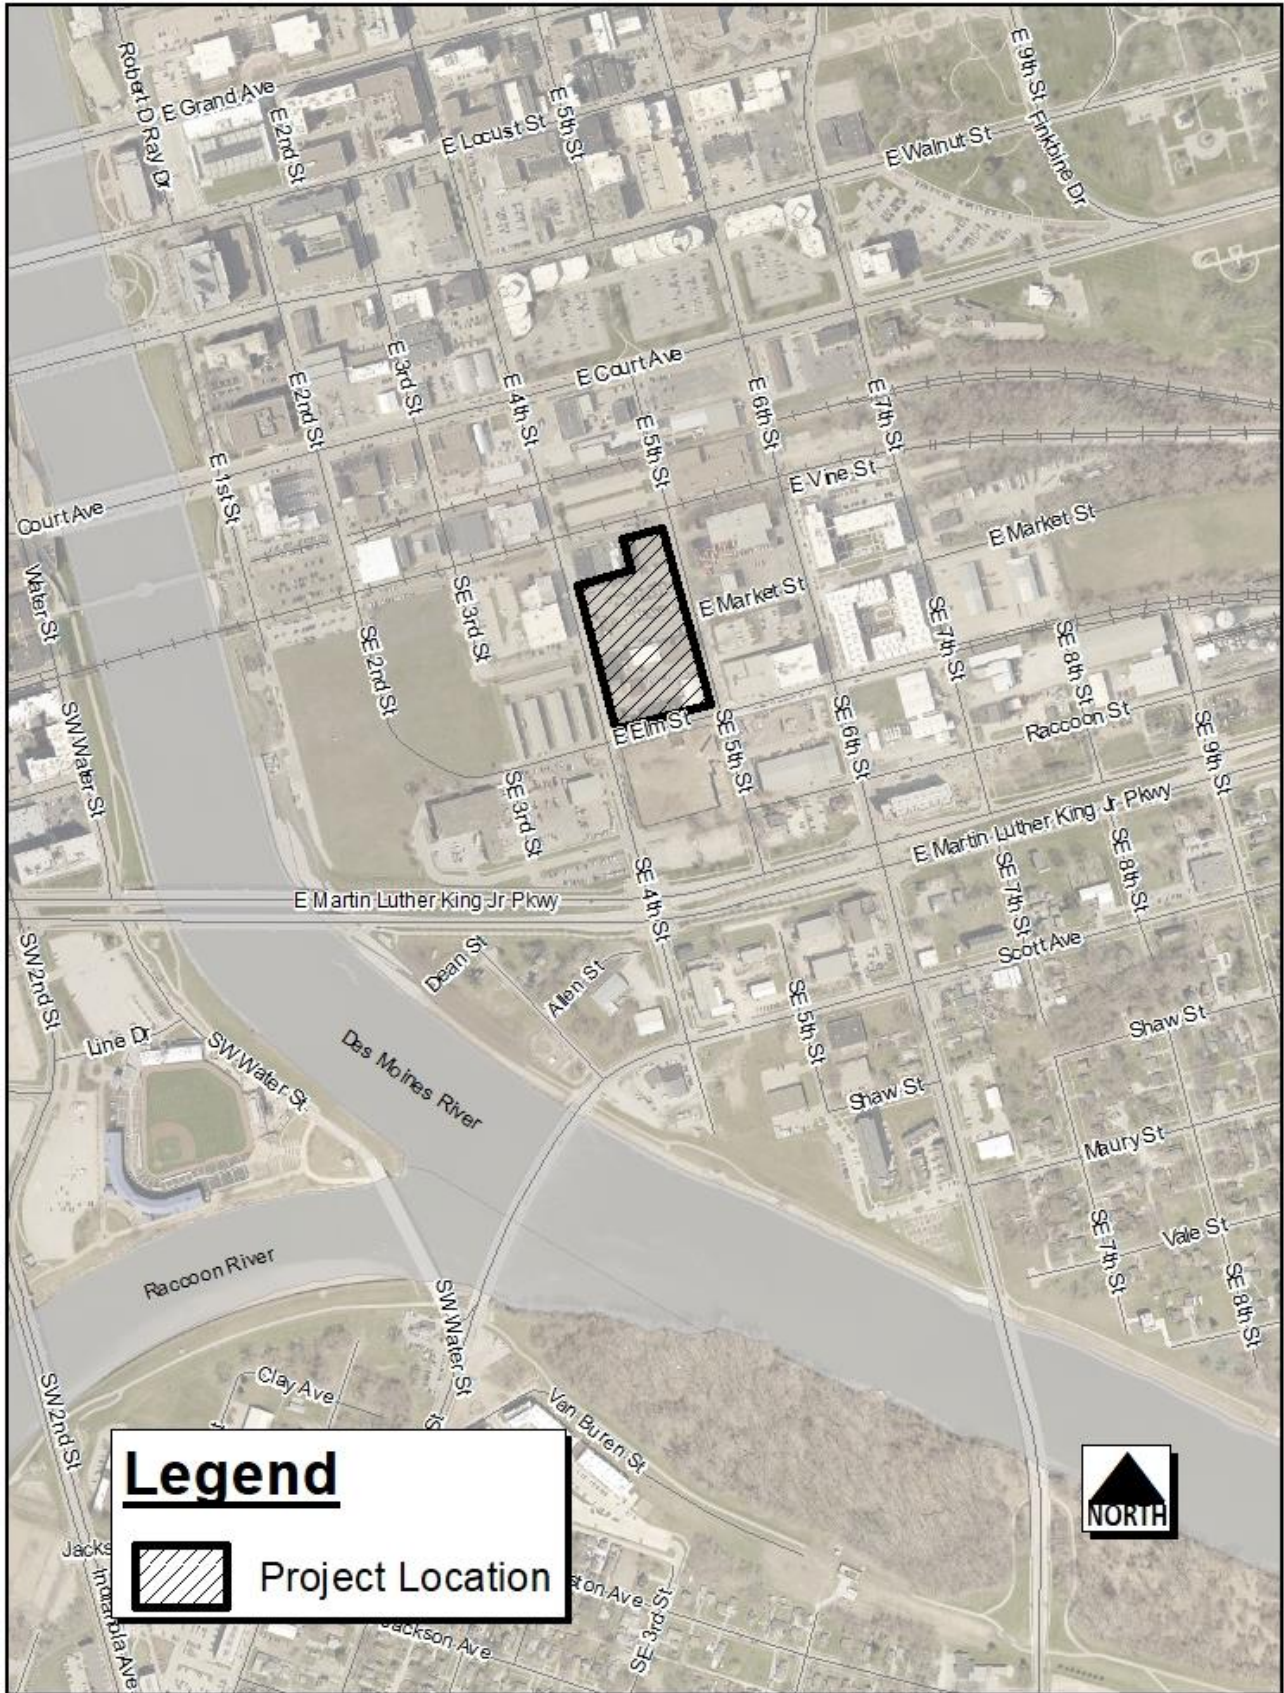 Robert D Ray Dr
E Grand Ave
E 2nd St
E Locust St
E 5th St
E 9th St
Finkbine Dr
E Walnut St
E 3rd St
E 2nd St
E 4th St
E Court Ave
E 5th St
E 6th St
E 7th St
E 1st St
E Vine St
Court Ave
E Market St
Water St
SE 3rd St
SE 2nd St
E Market St
SE 7th St
SE 8th St
SW Water St
E Elm St
SE 5th St
SE 6th St
Raccoon St
SE 9th St
SE 3rd St
E Martin Luther King Jr Pkwy
SE 4th St
E Martin Luther King Jr Pkwy
SE 7th St
SE 8th St
Scott Ave
SW 2nd St
Dean St
Allen St
SE 5th St
Shaw St
Line Dr
SW Water St
Des Moines River
Shaw St
Maury St
Raccoon River
SW Water St
SE 7th St
Vale St
SE 8th St
SW 2nd St
Clay Ave
Van Buren St
Legend
Project Location
NORTH
Jacks
Indianola Ave
ston Ave
Jackson Ave
SE 3rd St